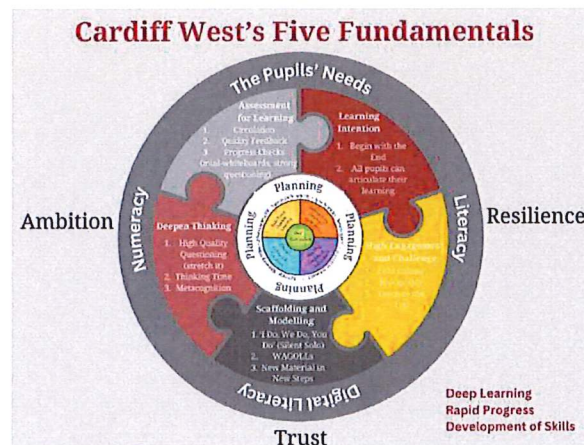 Cardiff West's Five Fundamentals
The Pupils' Needs
Assessment
for Learning
1. Circulation
2. Quality Feedback
3. Progress Checks
(mini-whiteboards, strong
questioning)
Learning
Intention
1. Begin with the
End
2. All pupils can
articulate their
learning
Ambition
Numeracy
Planning
Planning
Planning
Planning
Literacy
Resilience
Deepen Thinking
1. High Quality
Questioning
(stretch it)
2. Thinking Time
3. Metacognition
High Engagement
and Challenge
Scaffolding and
Modelling
1. 'I Do, We Do, You
Do' (Silent Solo)
2. WAGOLLs
3. New Material in
New Steps
Digital Literacy
Trust
Deep Learning
Rapid Progress
Development of Skills